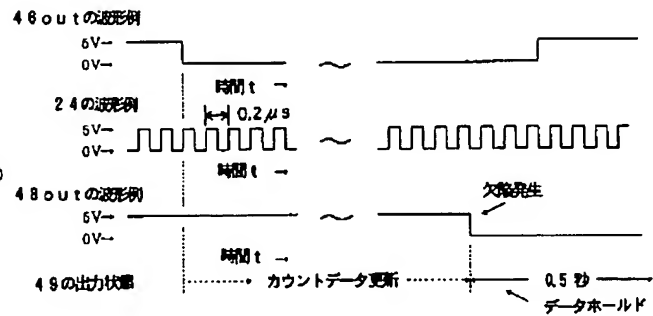 46outの波形例
5V→
0V→
時間t →
24の波形例
0.2μs
5V→
0V→
時間t →
48outの波形例
欠陥発生
5V→
0V→
時間t →
49の出力状態
カウントデータ更新
0.5秒
データホールド